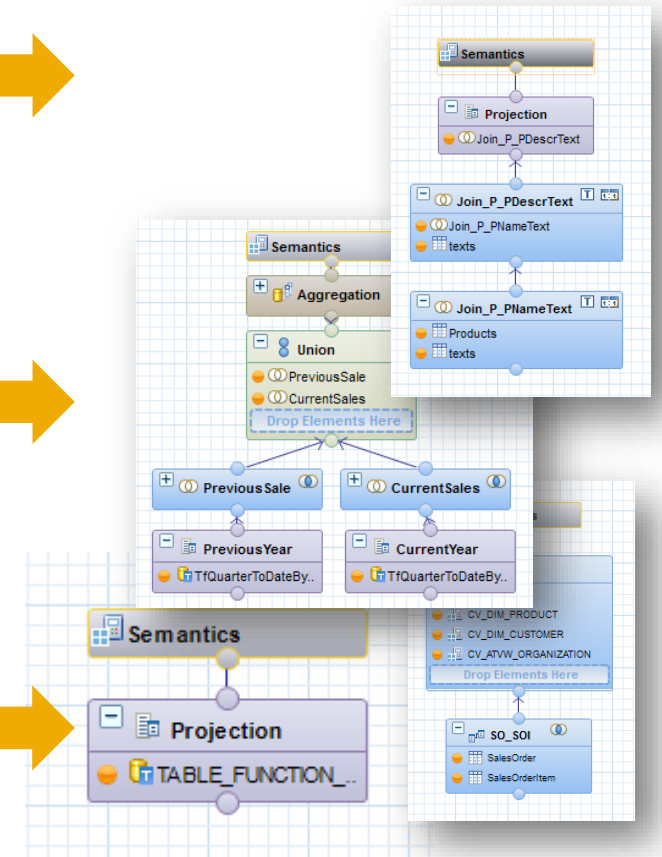 Semantics
Projection
Join_P_PDescrText
Join_P_PDescrText
Join_P_PNameText
texts
Join_P_PNameText
Products
texts
Semantics
Aggregation
Union
PreviousSale
CurrentSales
Drop Elements Here
PreviousSale
CurrentSales
PreviousYear
TfQuarterToDateBy..
CurrentYear
TfQuarterToDateBy..
s
CV_DIM_PRODUCT
CV_DIM_CUSTOMER
CV_ATVW_ORGANIZATION
Drop Elements Here
SO_SOI
SalesOrder
SalesOrderItem
Semantics
Projection
TABLE_FUNCTION_..